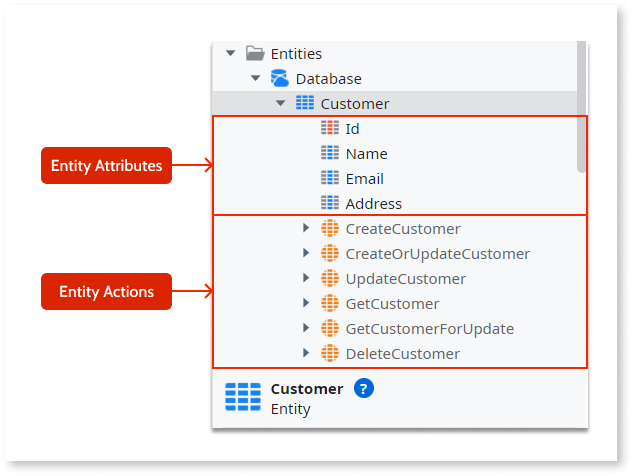 Entities
Database
Customer
Id
Name
Email
Address
Entity Attributes
CreateCustomer
CreateOrUpdateCustomer
UpdateCustomer
GetCustomer
GetCustomerForUpdate
DeleteCustomer
Entity Actions
Customer ?
Entity